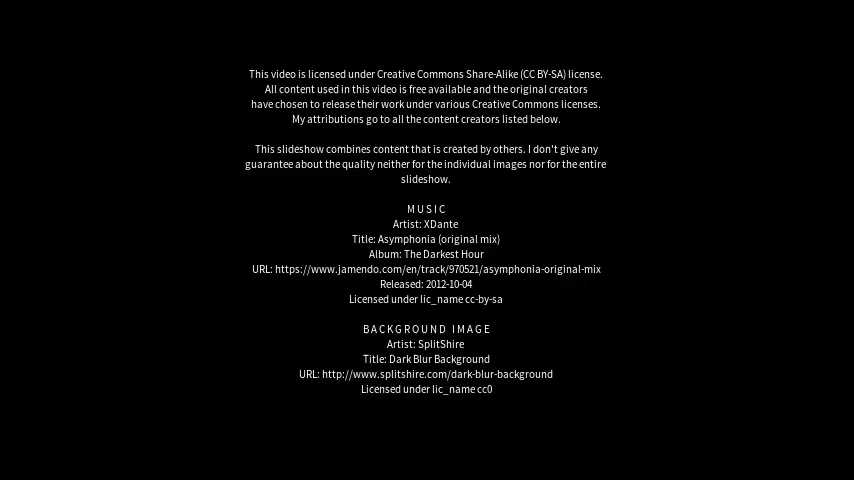 This video is licensed under Creative Commons Share-Alike (CC BY-SA) license.
All content used in this video is free available and the original creators
have chosen to release their work under various Creative Commons licenses.
My attributions go to all the content creators listed below.
This slideshow combines content that is created by others. I don't give any
guarantee about the quality neither for the individual images nor for the entire
slideshow.
MUSIC
Artist: XDante
Title: Asymphonia (original mix)
Album: The Darkest Hour
URL: https://www.jamendo.com/en/track/970521/asymphonia-original-mix
Released: 2012-10-04
Licensed under lic_name cc-by-sa
BACKGROUND IMAGE
Artist: SplitShire
Title: Dark Blur Background
URL: http://www.splitshire.com/dark-blur-background
Licensed under lic_name cc0